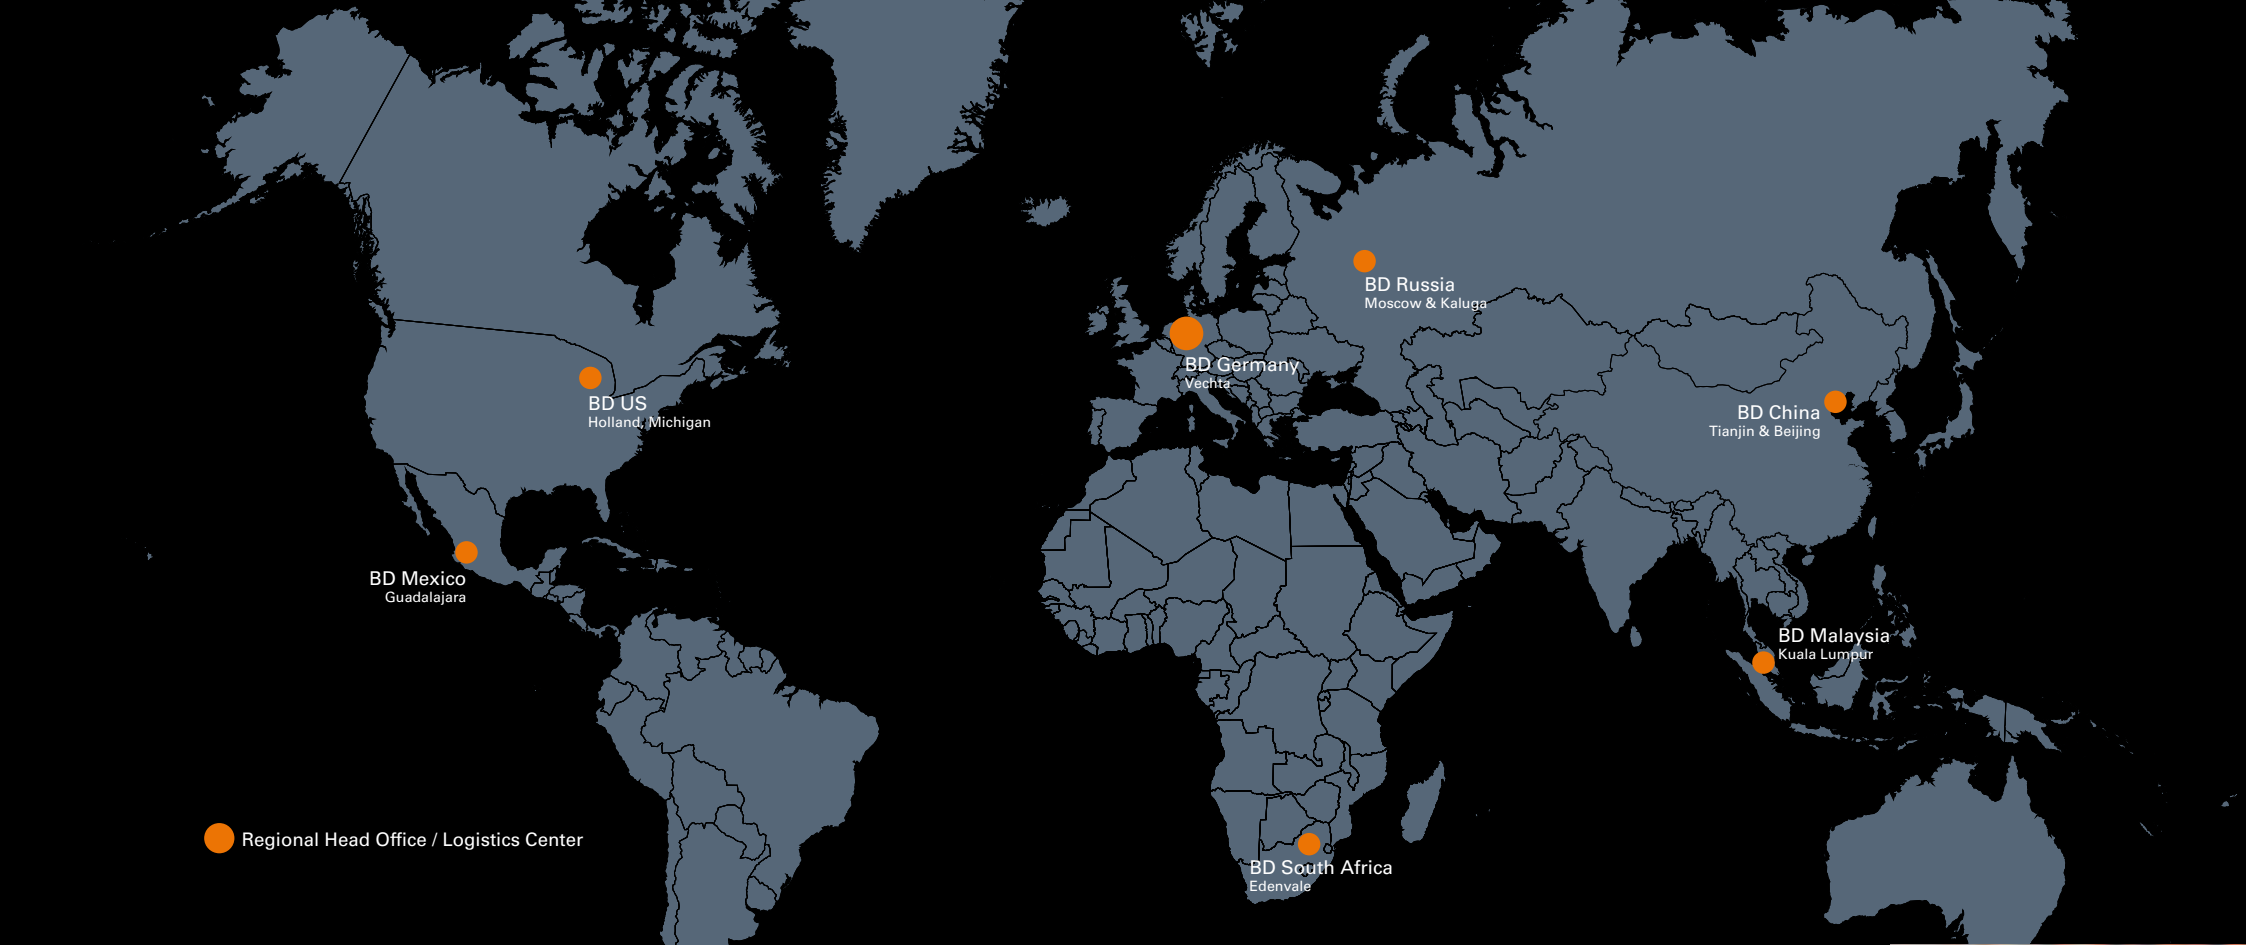 BD Russia
Moscow & Kaluga
BD Germany
Vechta
BD US
Holland, Michigan
BD China
Tianjin & Beijing
BD Mexico
Guadalajara
BD Malaysia
Kuala Lumpur
Regional Head Office / Logistics Center
BD South Africa
Edenvale